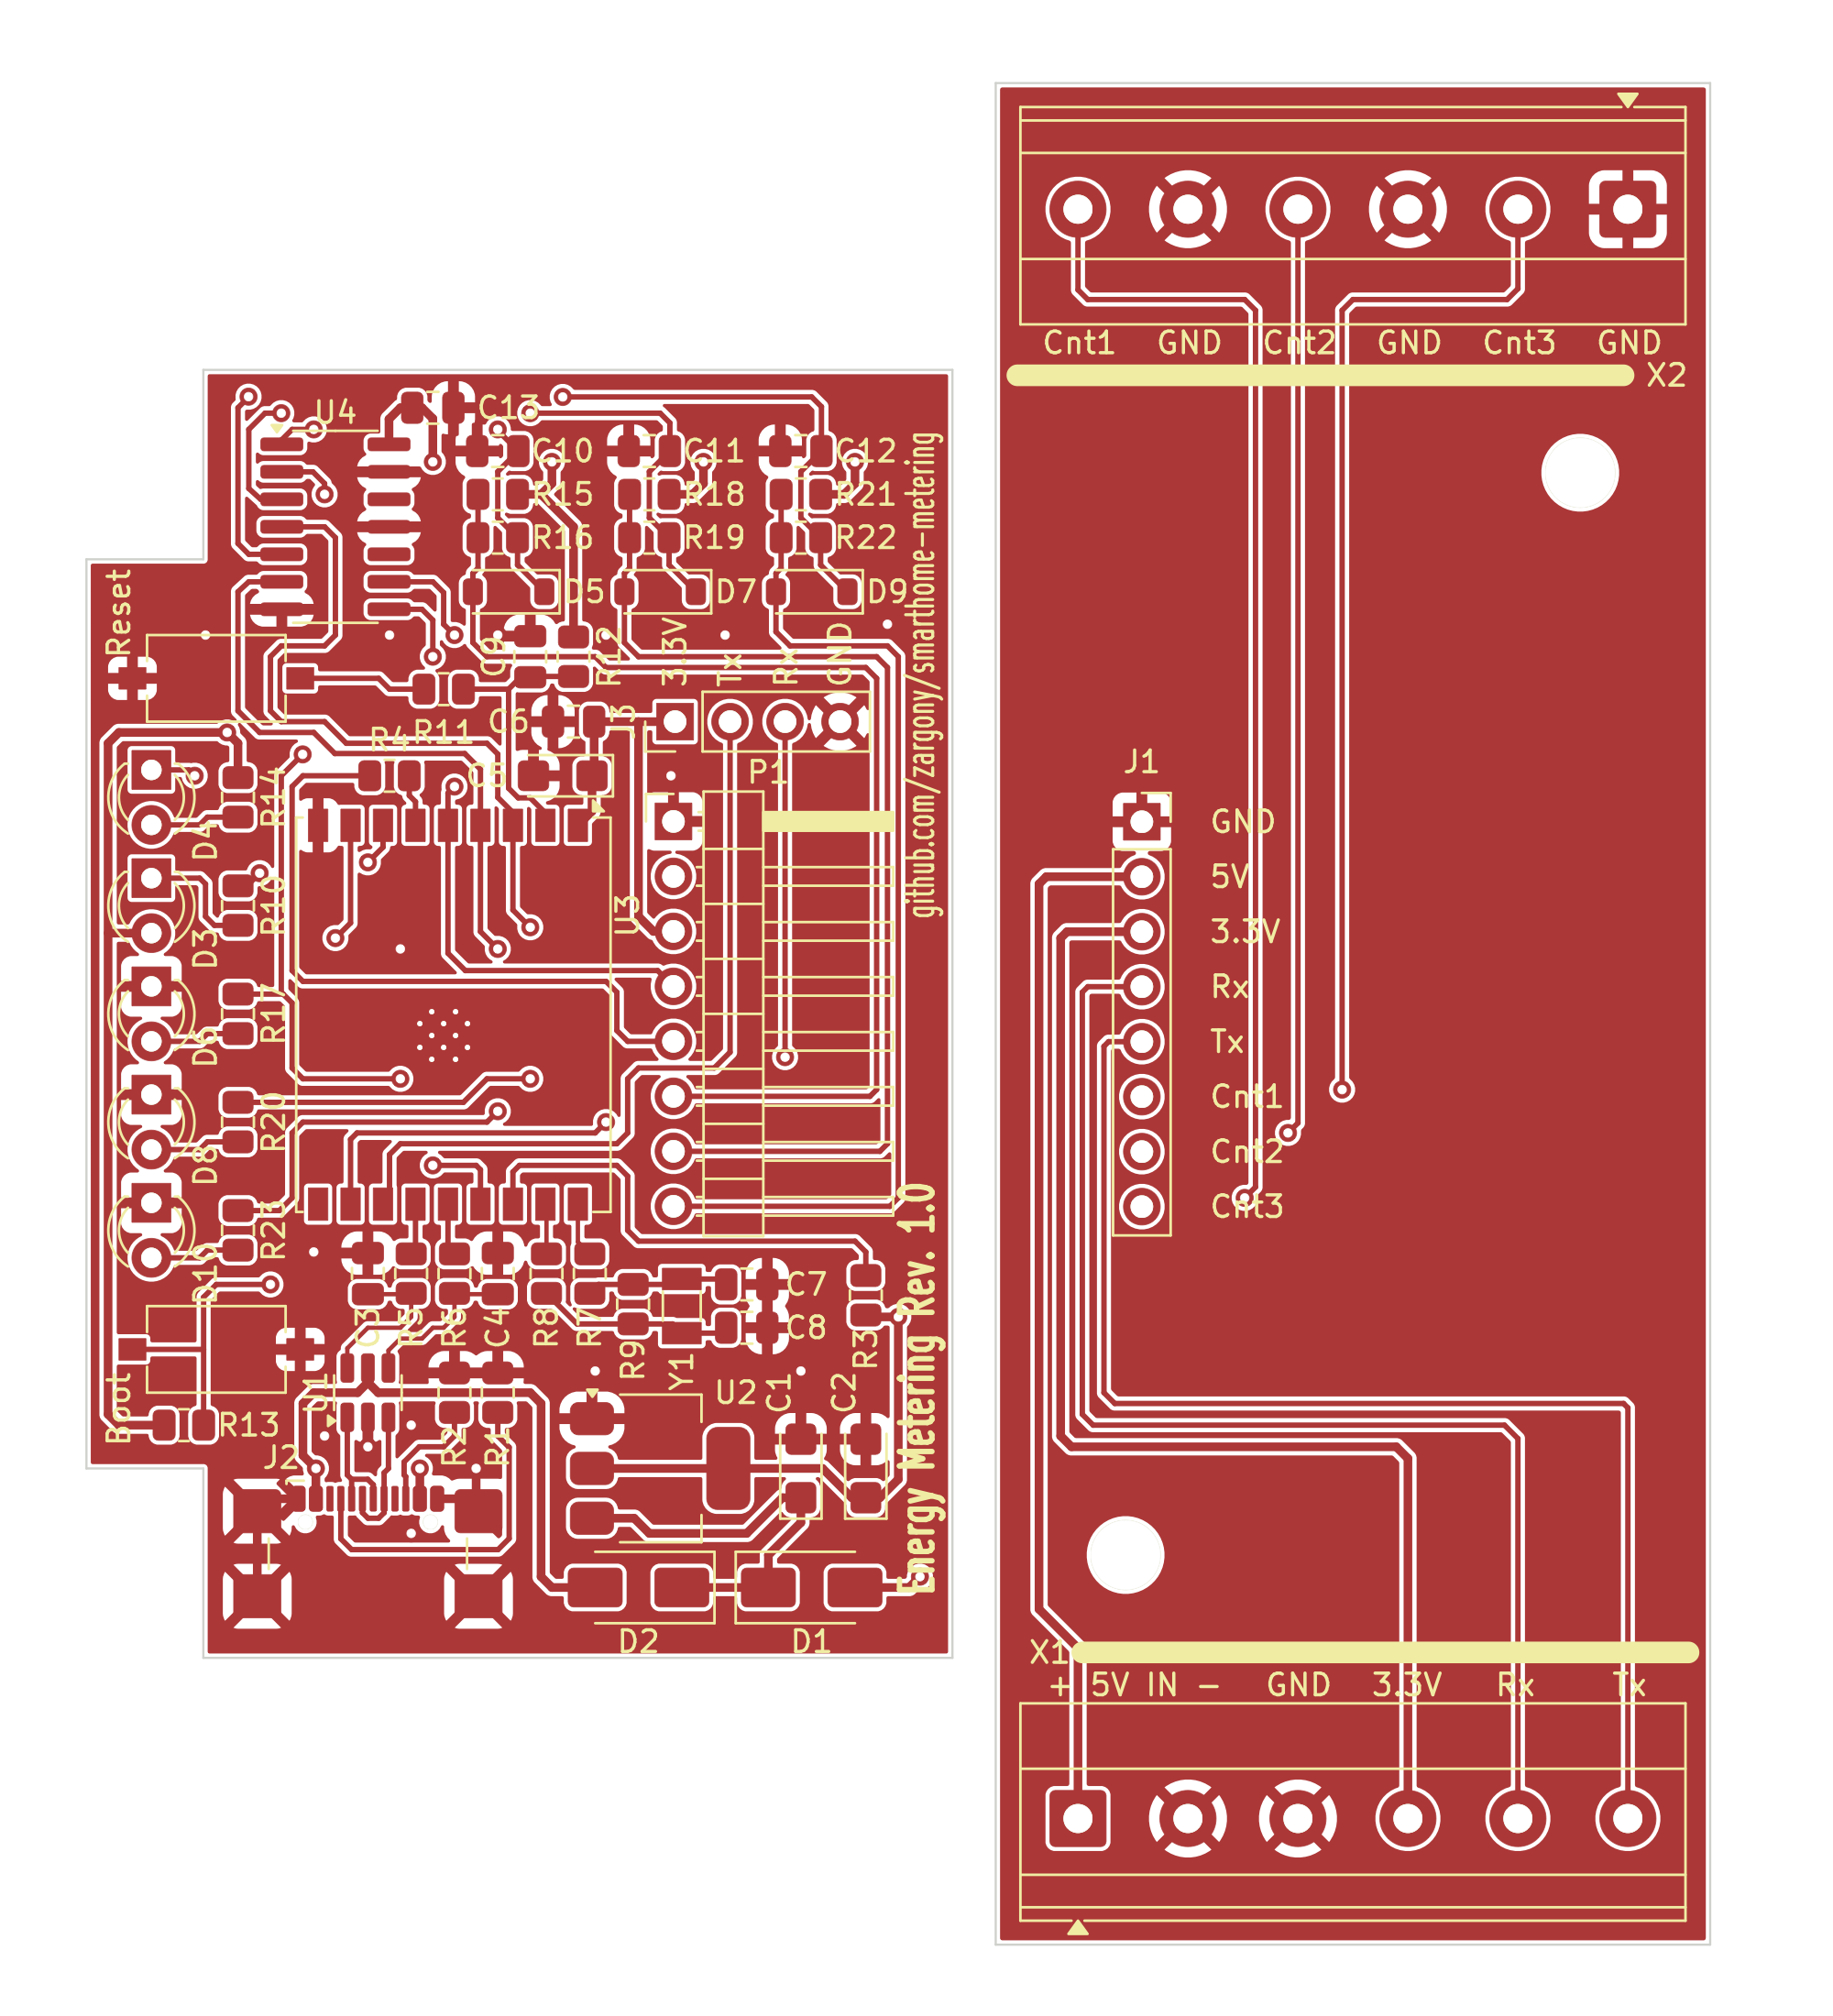 Cnt1 GND Cnt2 GND Cnt3 GND
X2
U4
C13
C10
C11
C12
R15
R18
R21
R16
R19
R22
D5
D7
D9
Reset
C9
R12
3.3V
Tx
Rx
GND
github.com/zargony/smarthome-metering
C6
J3
R4
R11
C5
P1
R14
D4
R10
D3
U3
R17
D6
R20
D8
R23
D10
J1
GND
5V
3.3V
Rx
Tx
Cnt1
Cnt2
Cnt3
C3
R5
R6
C4
R8
R7
R9
Y1
C7
C8
R3
Energy Metering Rev. 1.0
Boot
R13
U1
J2
R2
R1
U2
C1
C2
D2
D1
X1
+ 5V IN - GND 3.3V Rx Tx